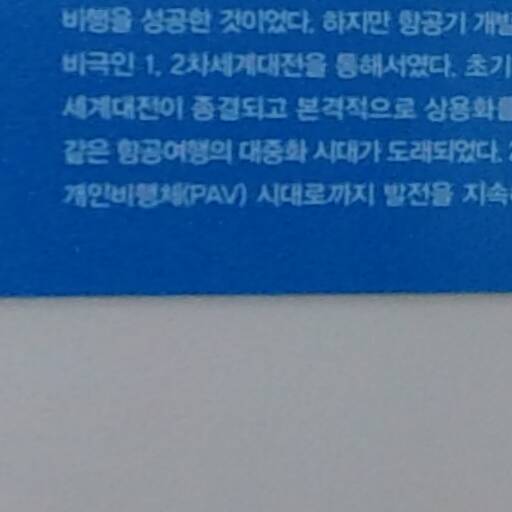 비행을 성공한 것이었다. 하지만 항공기 개발
비극인 1, 2차세계대전을 통해서였다. 초기
세계대전이 종결되고 본격적으로 상용화를
같은 항공여행의 대중화 시대가 도래되었다. 2
개인비행체(PAV) 시대로까지 발전을 지속